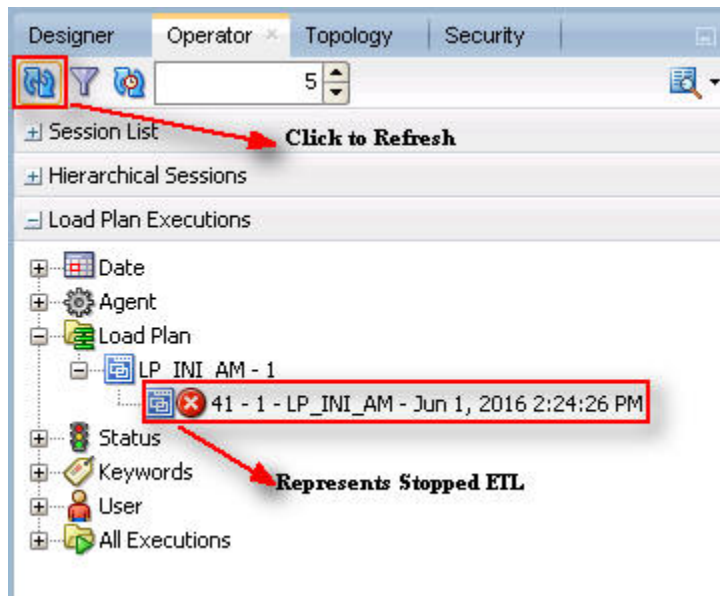 Designer Operator Topology Security
5
Session List
Click to Refresh
Hierarchical Sessions
Load Plan Executions
Date
Agent
Load Plan
LP_INI_AM - 1
41 - 1 - LP_INI_AM - Jun 1, 2016 2:24:26 PM
Status
Keywords
Represents Stopped ETL
User
All Executions